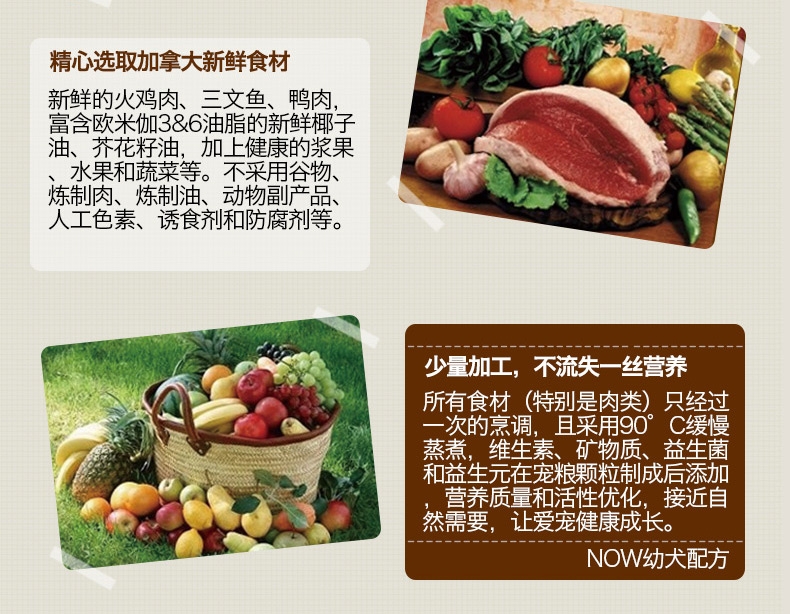 精心选取加拿大新鲜食材
新鲜的火鸡肉、三文鱼、鸭肉，
富含欧米伽3&6油脂的新鲜椰子
油、芥花籽油，加上健康的浆果
、水果和蔬菜等。不采用谷物、
炼制肉、炼制油、动物副产品、
人工色素、诱食剂和防腐剂等。
少量加工，不流失一丝营养
所有食材（特别是肉类）只经过
一次的烹调，且采用90°C缓慢
蒸煮，维生素、矿物质、益生菌
和益生元在宠粮颗粒制成后添加
，营养质量和活性优化，接近自
然需要，让爱宠健康成长。
NOW幼犬配方